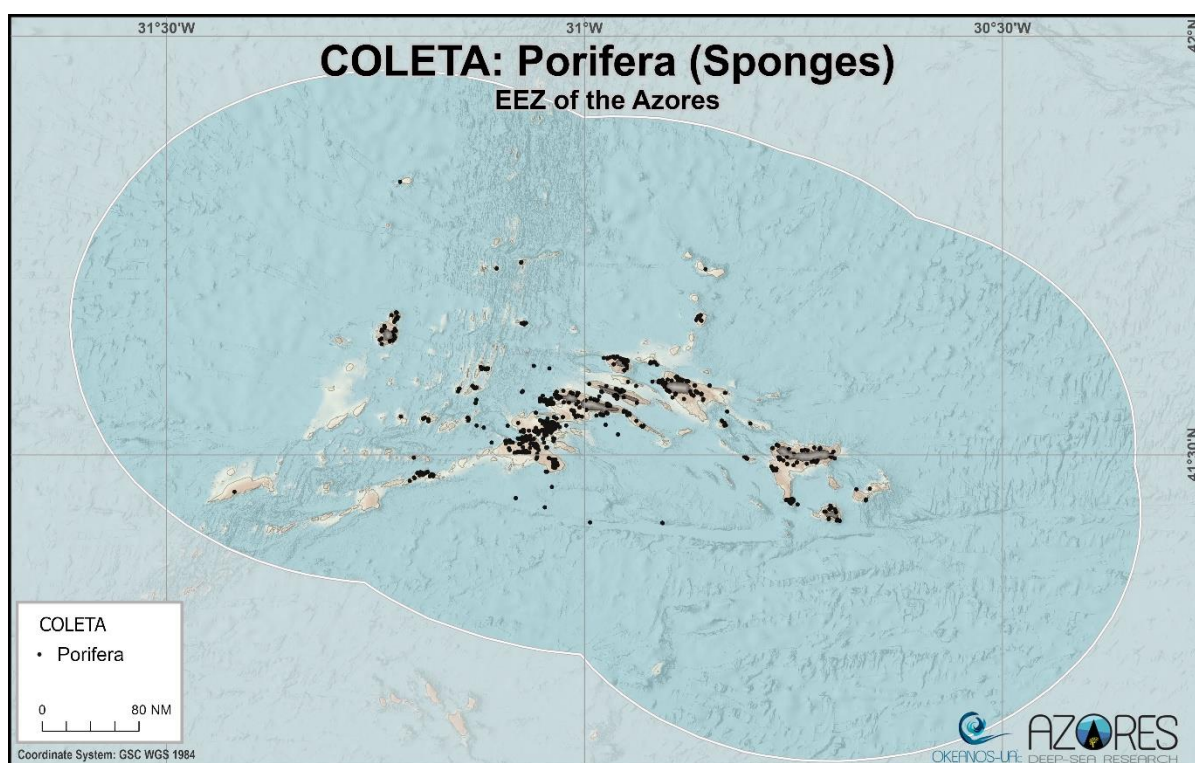 31°30'W 31°W 30°30'W
42°N
COLETA: Porifera (Sponges)
EEZ of the Azores
41°30'N
COLETA
Porifera
0 80 NM
Coordinate System: GSC WGS 1984
OKEANOS-UAc
AZORES
DEEP-SEA RESEARCH